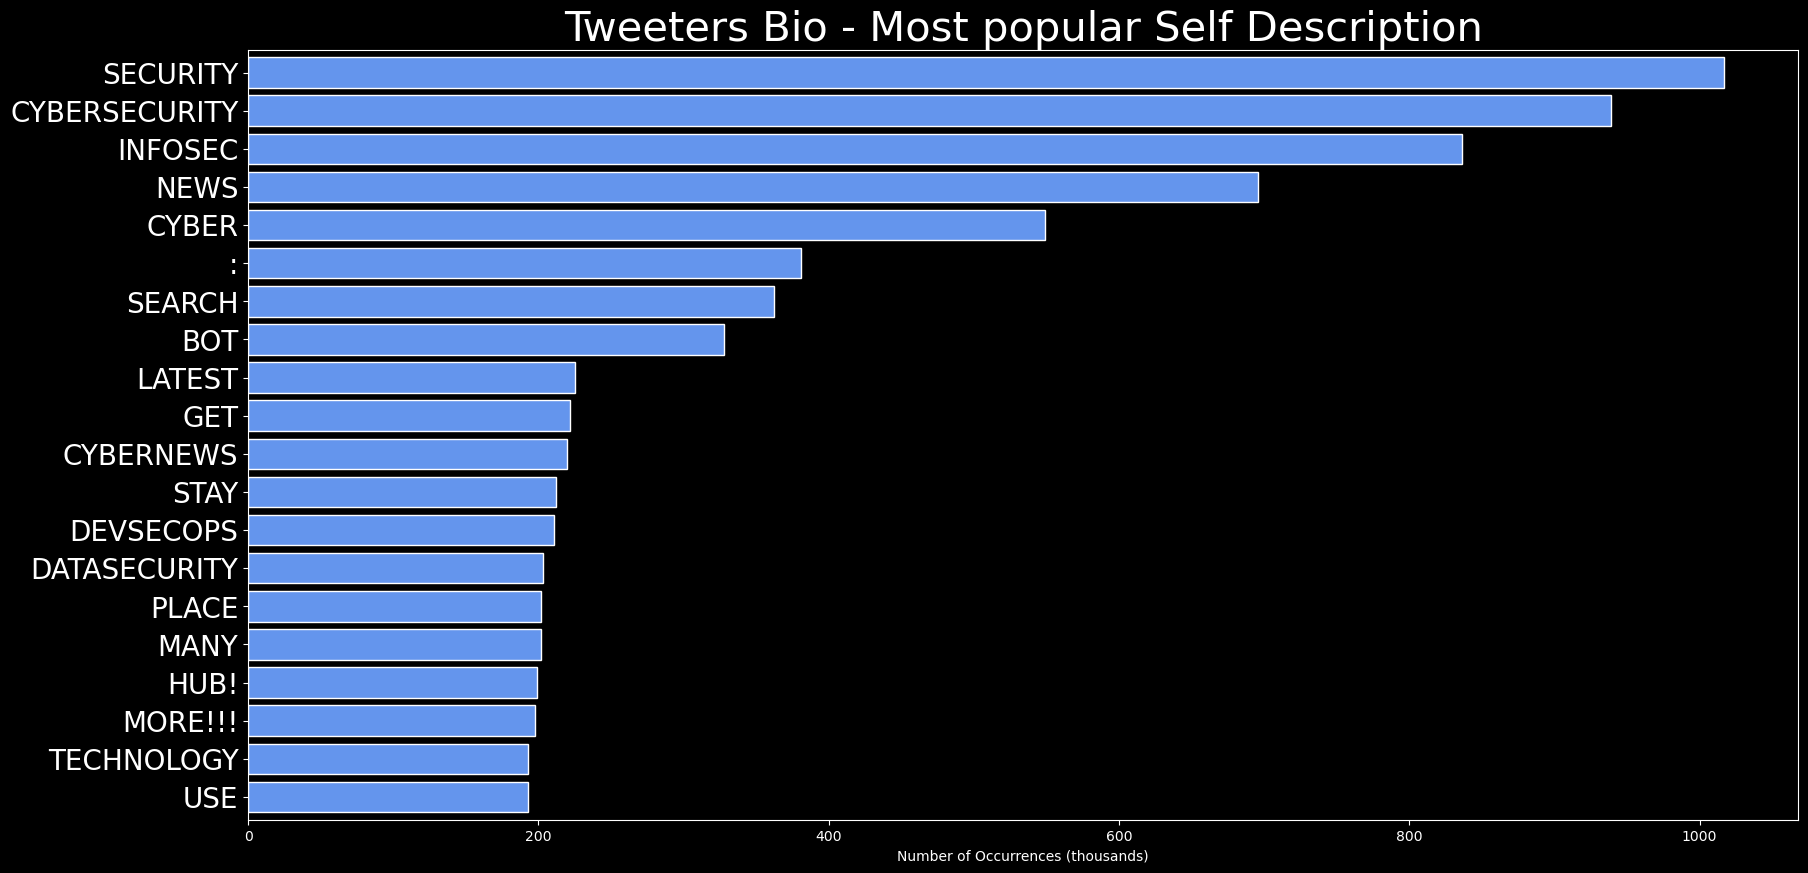 Tweeters Bio - Most popular Self Description
SECURITY
CYBERSECURITY
INFOSEC
NEWS
CYBER
:
SEARCH
BOT
LATEST
GET
CYBERNEWS
STAY
DEVSECOPS
DATASECURITY
PLACE
MANY
HUB!
MORE!!!
TECHNOLOGY
USE
0 200 400 600 800 1000
Number of Occurrences (thousands)